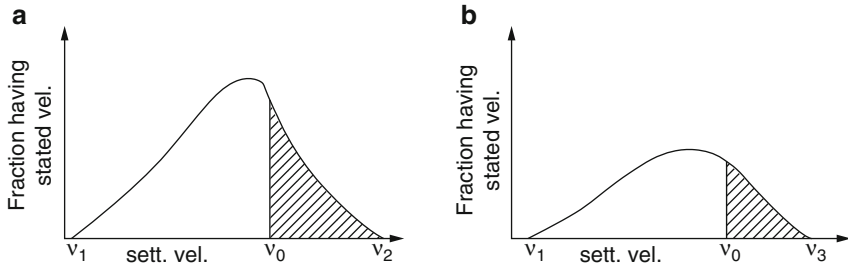 a
Fraction having
stated vel.
ν₁
sett. vel.
ν₀
ν₂
b
Fraction having
stated vel.
ν₁
sett. vel.
ν₀
ν₃